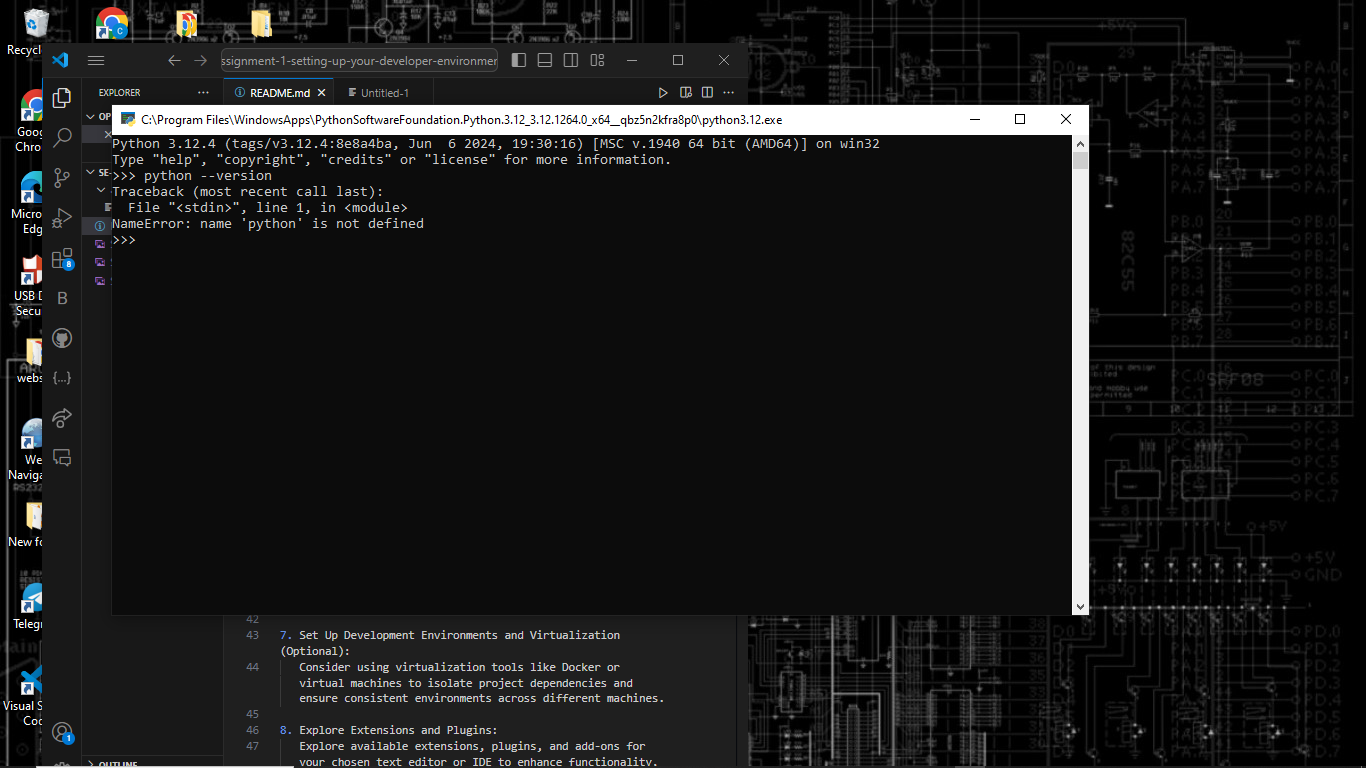 Recycl
ssignment-1-setting-up-your-developer-environmer
EXPLORER
README.md
Untitled-1
OP
SE-
C:\Program Files\WindowsApps\PythonSoftwareFoundation.Python.3.12_3.12.1264.0_x64__qbz5n2kfra8p0\python3.12.exe
Python 3.12.4 (tags/v3.12.4:8e8a4ba, Jun  6 2024, 19:30:16) [MSC v.1940 64 bit (AMD64)] on win32
Type "help", "copyright", "credits" or "license" for more information.
>>> python --version
Traceback (most recent call last):
  File "<stdin>", line 1, in <module>
NameError: name 'python' is not defined
>>>
Goog
Chro
Micro
Edg
USB D
Secu
webs
We
Naviga
New fo
Telegr
Visual S
Coc
8
B
{...}
1
42
43 7. Set Up Development Environments and Virtualization
(Optional):
44 Consider using virtualization tools like Docker or
virtual machines to isolate project dependencies and
ensure consistent environments across different machines.
45
46 8. Explore Extensions and Plugins:
47 Explore available extensions, plugins, and add-ons for
your chosen text editor or IDE to enhance functionality.
OUTLINE
+5V
29
PA.0
PA.2
PA.3
PA.4
PA.5
PA.6
PA.7
PB.0
PB.1
PB.2
PB.3
PB.4
PB.5
PB.6
PB.7
82C55
PC.0
PC.1
PC.2
PC.3
PC.4
PC.5
PC.6
PC.7
SRF08
9
10
11
12
13
+5V
+5V
GND
+5V
D0
PD.0
PD.1
PD.2
PD.3
PD.4
PD.5
PD.6
PD.7